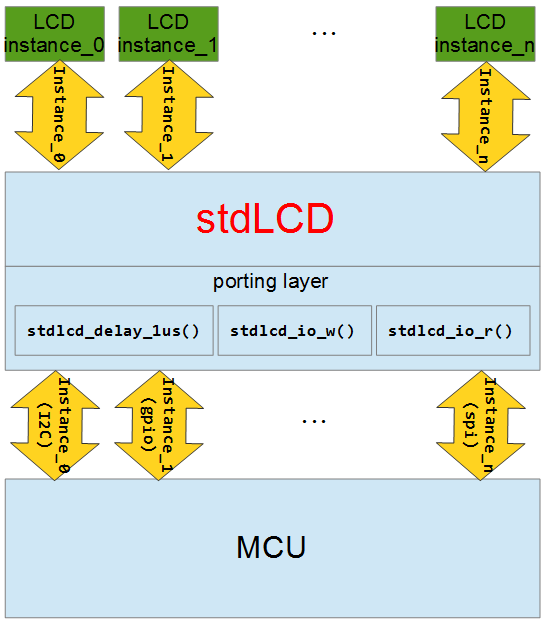 LCD
instance_0
LCD
instance_1
...
LCD
instance_n
Instance_0
Instance_1
Instance_n
stdLCD
porting layer
stdlcd_delay_1us()
stdlcd_io_w()
stdlcd_io_r()
Instance_0
(I2C)
Instance_1
(gpio)
...
Instance_n
(spi)
MCU